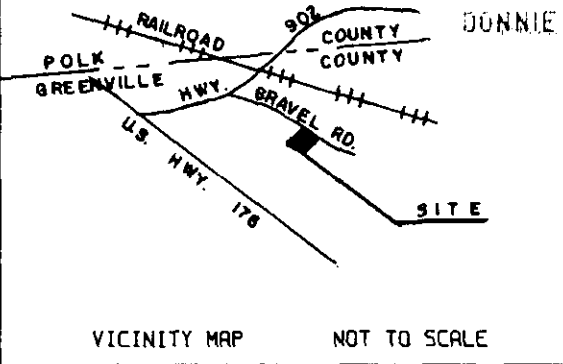 902
DONNIE
RAILROAD
COUNTY
POLK
COUNTY
GREENVILLE
HWY.
GRAVEL RD.
U.S. HWY. 176
SITE
VICINITY MAP NOT TO SCALE